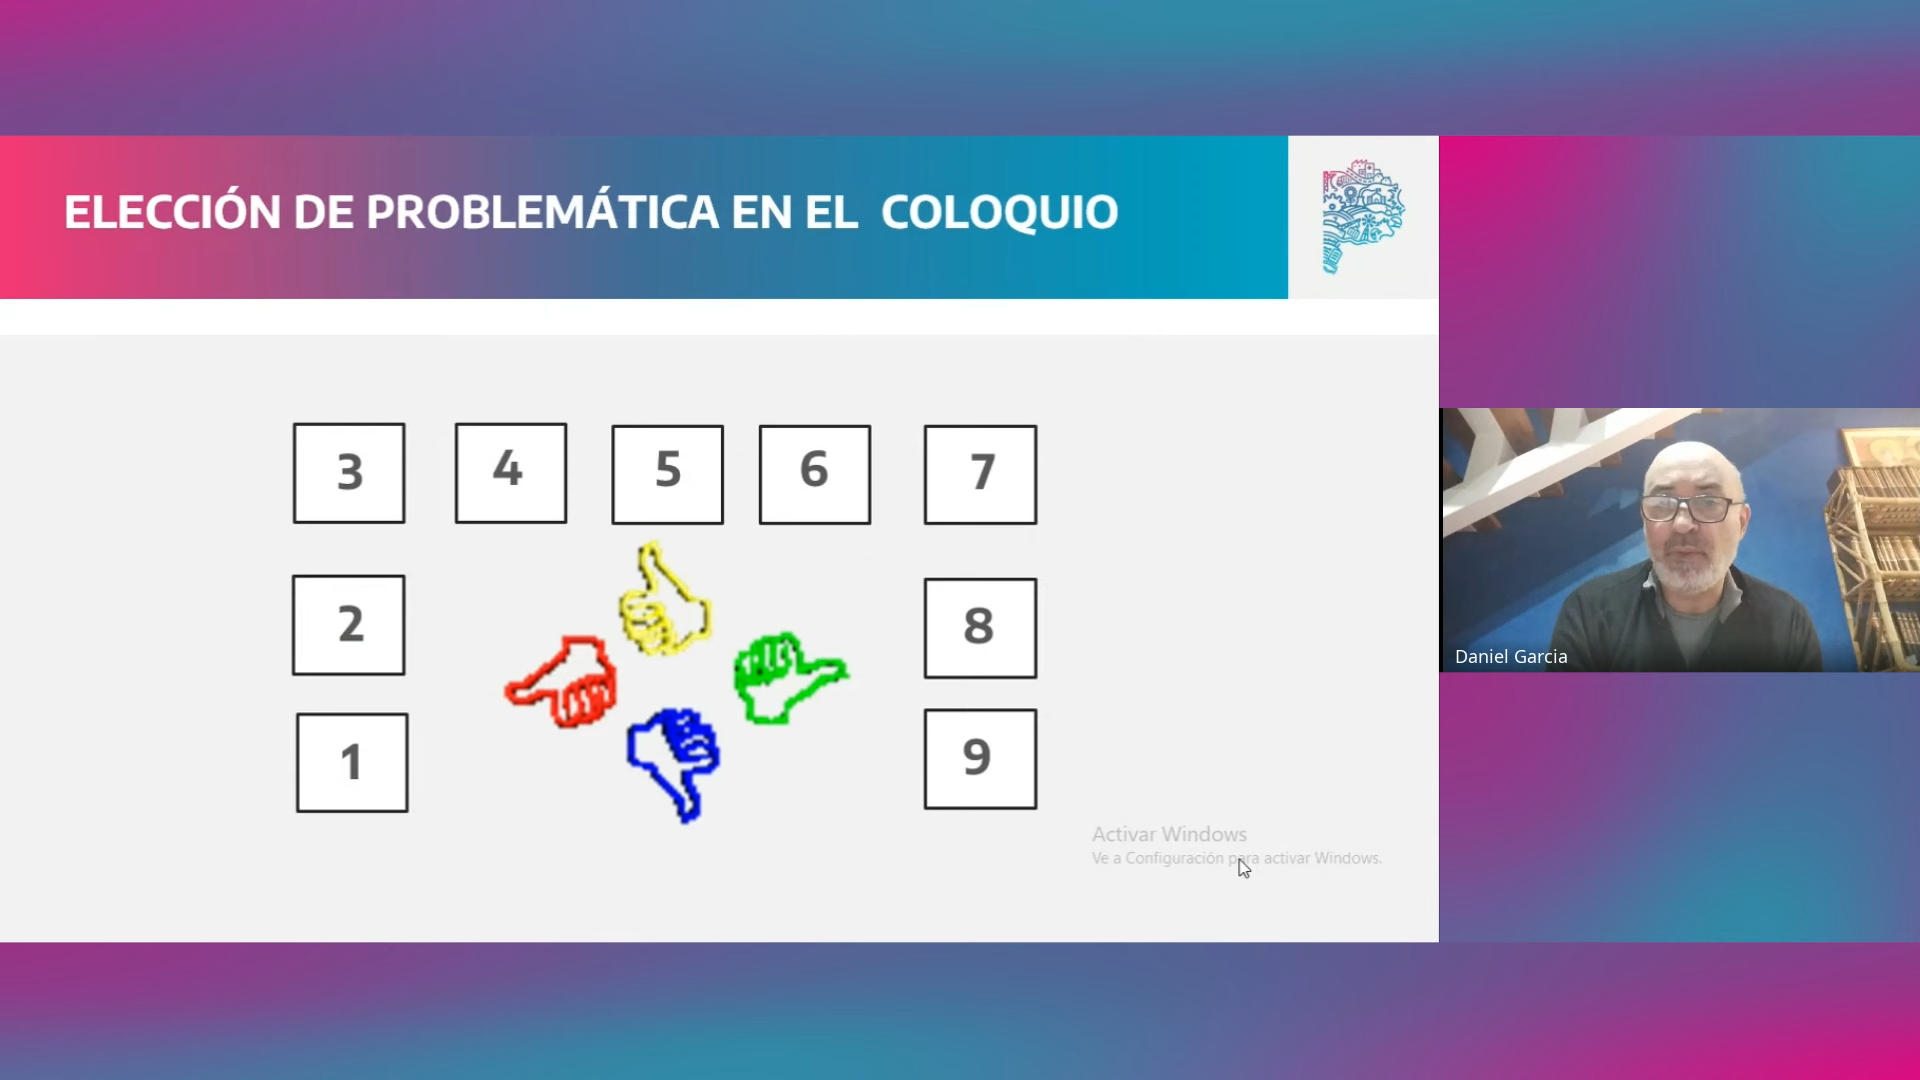 ELECCIÓN DE PROBLEMÁTICA EN EL  COLOQUIO
3
4
5
6
7
2
8
1
9
Activar Windows
Ve a Configuración para activar Windows.
Daniel Garcia